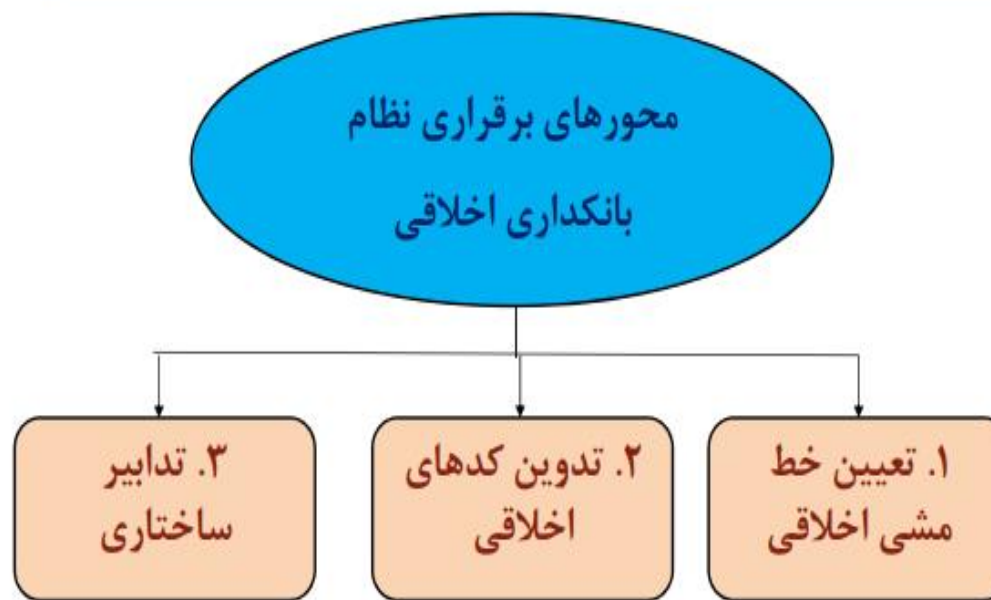 محورهای برقراری نظام
بانکداری اخلاقی
۱. تعیین خط
مشی اخلاقی
۲. تدوین کدهای
اخلاقی
۳. تدابیر
ساختاری